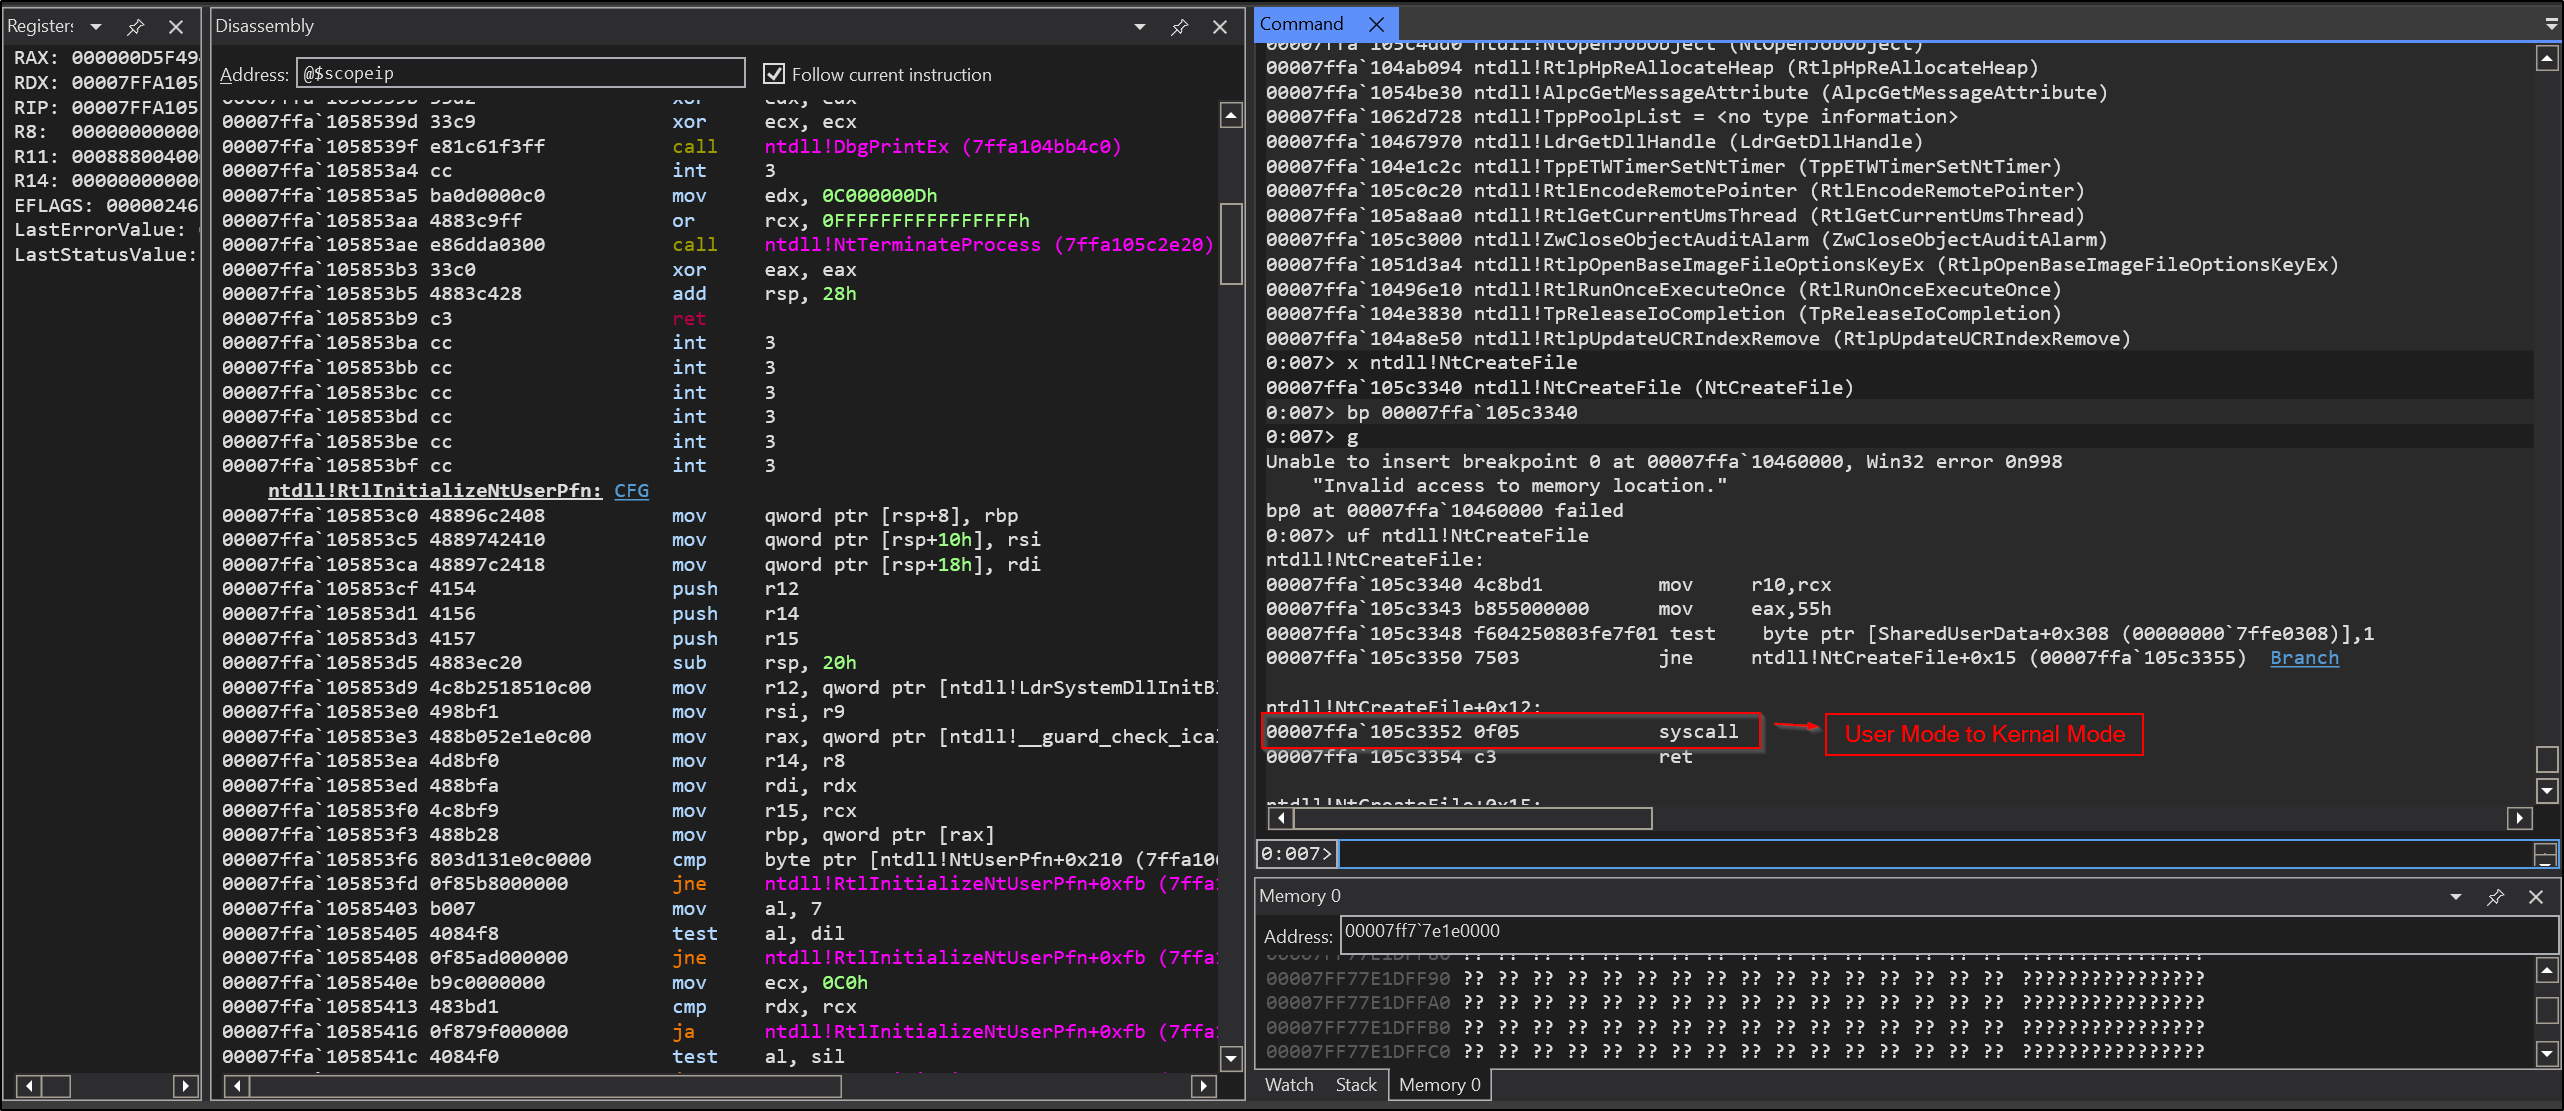 Registers
RAX: 000000D5F49
RDX: 00007FFA105
RIP: 00007FFA105
R8: 00000000000
R11: 00088800400
R14: 00000000000
EFLAGS: 00000246
LastErrorValue:
LastStatusValue:
Disassembly
Address: @$scopeip
Follow current instruction
00007ffa`1058539b 33d2 xor edx, edx
00007ffa`1058539d 33c9 xor ecx, ecx
00007ffa`1058539f e81c61f3ff call ntdll!DbgPrintEx (7ffa104bb4c0)
00007ffa`105853a4 cc int 3
00007ffa`105853a5 ba0d0000c0 mov edx, 0C000000Dh
00007ffa`105853aa 4883c9ff or rcx, 0FFFFFFFFFFFFFFFFh
00007ffa`105853ae e86dda0300 call ntdll!NtTerminateProcess (7ffa105c2e20)
00007ffa`105853b3 33c0 xor eax, eax
00007ffa`105853b5 4883c428 add rsp, 28h
00007ffa`105853b9 c3 ret
00007ffa`105853ba cc int 3
00007ffa`105853bb cc int 3
00007ffa`105853bc cc int 3
00007ffa`105853bd cc int 3
00007ffa`105853be cc int 3
00007ffa`105853bf cc int 3
ntdll!RtlInitializeNtUserPfn: CFG
00007ffa`105853c0 48896c2408 mov qword ptr [rsp+8], rbp
00007ffa`105853c5 4889742410 mov qword ptr [rsp+10h], rsi
00007ffa`105853ca 48897c2418 mov qword ptr [rsp+18h], rdi
00007ffa`105853cf 4154 push r12
00007ffa`105853d1 4156 push r14
00007ffa`105853d3 4157 push r15
00007ffa`105853d5 4883ec20 sub rsp, 20h
00007ffa`105853d9 4c8b2518510c00 mov r12, qword ptr [ntdll!LdrSystemDllInitBl
00007ffa`105853e0 498bf1 mov rsi, r9
00007ffa`105853e3 488b052e1e0c00 mov rax, qword ptr [ntdll!__guard_check_ical
00007ffa`105853ea 4d8bf0 mov r14, r8
00007ffa`105853ed 488bfa mov rdi, rdx
00007ffa`105853f0 4c8bf9 mov r15, rcx
00007ffa`105853f3 488b28 mov rbp, qword ptr [rax]
00007ffa`105853f6 803d131e0c0000 cmp byte ptr [ntdll!NtUserPfn+0x210 (7ffa106
00007ffa`105853fd 0f85b8000000 jne ntdll!RtlInitializeNtUserPfn+0xfb (7ffa
00007ffa`10585403 b007 mov al, 7
00007ffa`10585405 4084f8 test al, dil
00007ffa`10585408 0f85ad000000 jne ntdll!RtlInitializeNtUserPfn+0xfb (7ffa
00007ffa`1058540e b9c0000000 mov ecx, 0C0h
00007ffa`10585413 483bd1 cmp rdx, rcx
00007ffa`10585416 0f879f000000 ja ntdll!RtlInitializeNtUserPfn+0xfb (7ffa
00007ffa`1058541c 4084f0 test al, sil
Command
00007ffa`105c4dd0 ntdll!NtOpenJobObject (NtOpenJobObject)
00007ffa`104ab094 ntdll!RtlpHpReAllocateHeap (RtlpHpReAllocateHeap)
00007ffa`1054be30 ntdll!AlpcGetMessageAttribute (AlpcGetMessageAttribute)
00007ffa`1062d728 ntdll!TppPoolpList = <no type information>
00007ffa`10467970 ntdll!LdrGetDllHandle (LdrGetDllHandle)
00007ffa`104e1c2c ntdll!TppETWTimerSetNtTimer (TppETWTimerSetNtTimer)
00007ffa`105c0c20 ntdll!RtlEncodeRemotePointer (RtlEncodeRemotePointer)
00007ffa`105a8aa0 ntdll!RtlGetCurrentUmsThread (RtlGetCurrentUmsThread)
00007ffa`105c3000 ntdll!ZwCloseObjectAuditAlarm (ZwCloseObjectAuditAlarm)
00007ffa`1051d3a4 ntdll!RtlpOpenBaseImageFileOptionsKeyEx (RtlpOpenBaseImageFileOptionsKeyEx)
00007ffa`10496e10 ntdll!RtlRunOnceExecuteOnce (RtlRunOnceExecuteOnce)
00007ffa`104e3830 ntdll!TpReleaseIoCompletion (TpReleaseIoCompletion)
00007ffa`104a8e50 ntdll!RtlpUpdateUCRIndexRemove (RtlpUpdateUCRIndexRemove)
0:007> x ntdll!NtCreateFile
00007ffa`105c3340 ntdll!NtCreateFile (NtCreateFile)
0:007> bp 00007ffa`105c3340
0:007> g
Unable to insert breakpoint 0 at 00007ffa`10460000, Win32 error 0n998
"Invalid access to memory location."
bp0 at 00007ffa`10460000 failed
0:007> uf ntdll!NtCreateFile
ntdll!NtCreateFile:
00007ffa`105c3340 4c8bd1 mov r10,rcx
00007ffa`105c3343 b855000000 mov eax,55h
00007ffa`105c3348 f604250803fe7f01 test byte ptr [SharedUserData+0x308 (00000000`7ffe0308)],1
00007ffa`105c3350 7503 jne ntdll!NtCreateFile+0x15 (00007ffa`105c3355) Branch
ntdll!NtCreateFile+0x12:
00007ffa`105c3352 0f05 syscall
User Mode to Kernal Mode
00007ffa`105c3354 c3 ret
ntdll!NtCreateFile+0x15:
0:007>
Memory 0
Address: 00007ff7`7e1e0000
00007FF77E1DFF80 ?? ?? ?? ?? ?? ?? ?? ?? ?? ?? ?? ?? ?? ?? ?? ?? ????????????????
00007FF77E1DFF90 ?? ?? ?? ?? ?? ?? ?? ?? ?? ?? ?? ?? ?? ?? ?? ?? ????????????????
00007FF77E1DFFA0 ?? ?? ?? ?? ?? ?? ?? ?? ?? ?? ?? ?? ?? ?? ?? ?? ????????????????
00007FF77E1DFFB0 ?? ?? ?? ?? ?? ?? ?? ?? ?? ?? ?? ?? ?? ?? ?? ?? ????????????????
00007FF77E1DFFC0 ?? ?? ?? ?? ?? ?? ?? ?? ?? ?? ?? ?? ?? ?? ?? ?? ????????????????
Watch Stack Memory 0